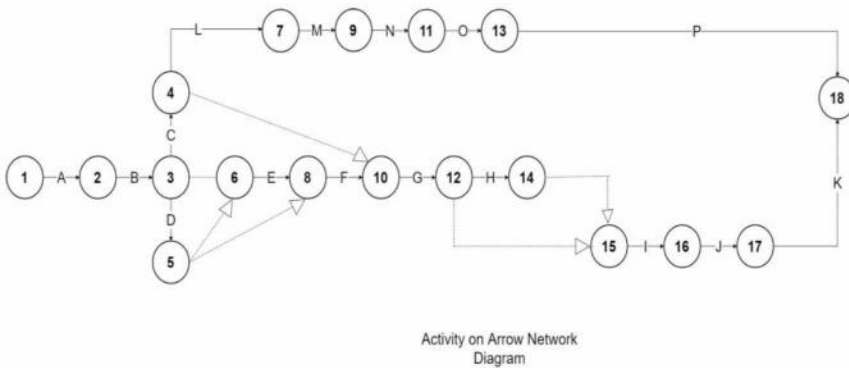 L 7 M 9 N 11 O 13 P
4
18
C
1 A 2 B 3 6 E 8 F 10 G 12 H 14
K
D
5 15 I 16 J 17
Activity on Arrow Network
Diagram